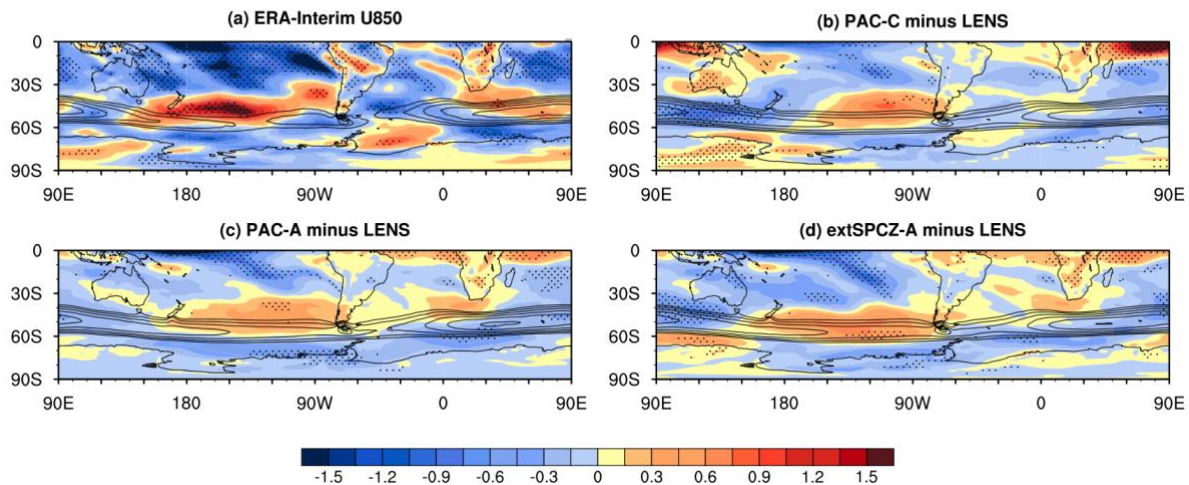 (a) ERA-Interim U850
(b) PAC-C minus LENS
0
30S
60S
90S
90E 180 90W 0 90E
0
30S
60S
90S
90E 180 90W 0 90E
(c) PAC-A minus LENS
(d) extSPCZ-A minus LENS
0
30S
60S
90S
90E 180 90W 0 90E
0
30S
60S
90S
90E 180 90W 0 90E
-1.5 -1.2 -0.9 -0.6 -0.3 0 0.3 0.6 0.9 1.2 1.5